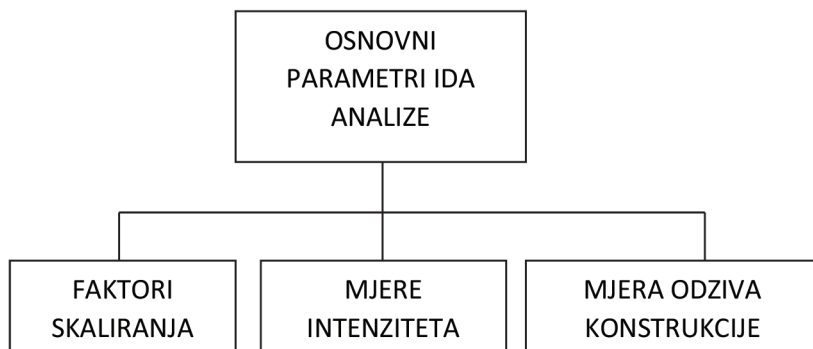 OSNOVNI
PARAMETRI IDA
ANALIZE
FAKTORI
SKALIRANJA
MJERE
INTENZITETA
MJERA ODZIVA
KONSTRUKCIJE